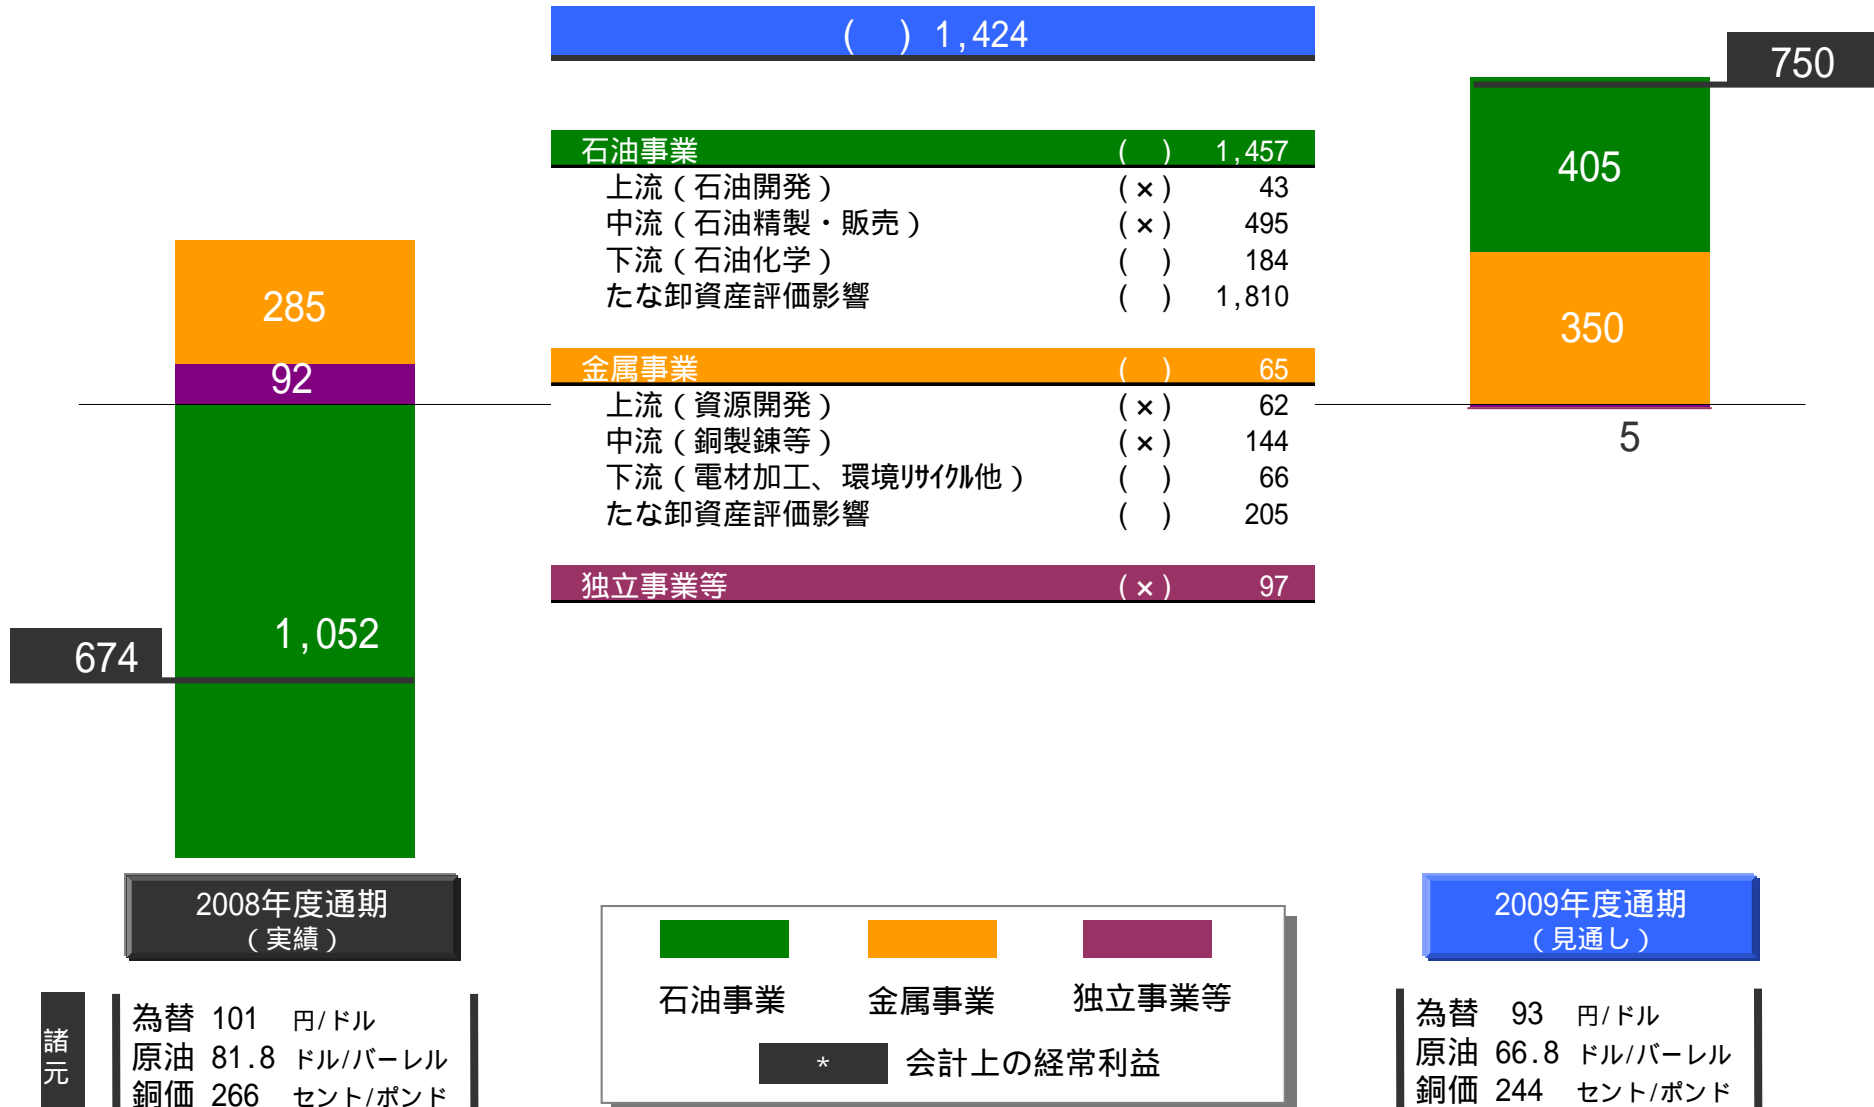 ( ) 1,424
750
石油事業 ( ) 1,457
上流(石油開発) (×) 43
中流(石油精製・販売) (×) 495
下流(石油化学) ( ) 184
たな卸資産評価影響 ( ) 1,810
405
285
350
金属事業 ( ) 65
92
上流(資源開発) (×) 62
中流(銅製錬等) (×) 144
下流(電材加工、環境ﾘｻｲｸﾙ他) ( ) 66
たな卸資産評価影響 ( ) 205
5
独立事業等 (×) 97
1,052
674
2008年度通期
(実績)
2009年度通期
(見通し)
石油事業 金属事業 独立事業等
* 会計上の経常利益
諸元
為替 101 円/ドル
原油 81.8 ドル/バーレル
銅価 266 セント/ポンド
為替 93 円/ドル
原油 66.8 ドル/バーレル
銅価 244 セント/ポンド